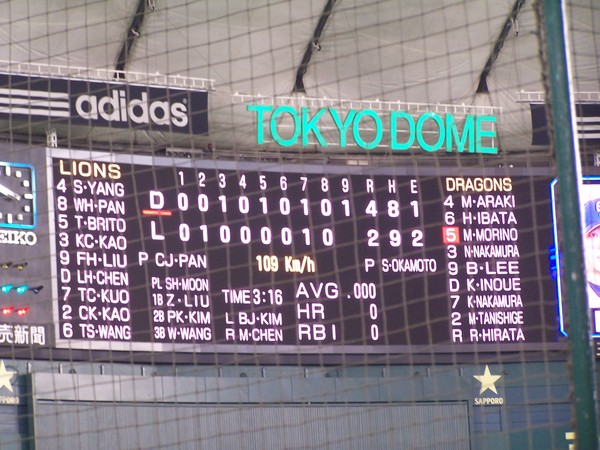 adidas
TOKYO DOME
LIONS
4 S·YANG
8 WH·PAN
5 T·BRITO
3 KC·KAO
9 FH·LIU
D LH·CHEN
7 TC·KUO
2 CK·KAO
6 TS·WANG
1 2 3 4 5 6 7 8 9 R H E
D 0 0 1 0 1 0 1 0 1 4 8 1
L 0 1 0 0 0 0 1 0 2 9 2
P CJ·PAN 109 Km/h P S·OKAMOTO
PL SH·MOON
1B Z·LIU TIME 3:16 AVG .000
2B PK·KIM L BJ·KIM HR 0
3B W·WANG R M·CHEN RBI 0
DRAGONS
4 M·ARAKI
6 H·IBATA
5 M·MORINO
3 N·NAKAMURA
9 B·LEE
D K·INOUE
7 K·NAKAMURA
2 M·TANISHIGE
R R·HIRATA
SEIKO
売新聞
SAPPORO
SAPPORO